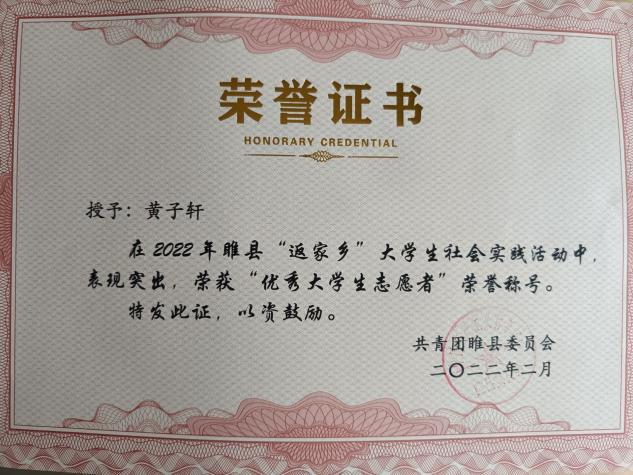 荣誉证书
HONORARY CREDENTIAL
授予：黄子轩
在2022年睢县“返家乡”大学生社会实践活动中，
表现突出，荣获“优秀大学生志愿者”荣誉称号。
特发此证，以资鼓励。
共青团睢县委员会
二〇二二年二月